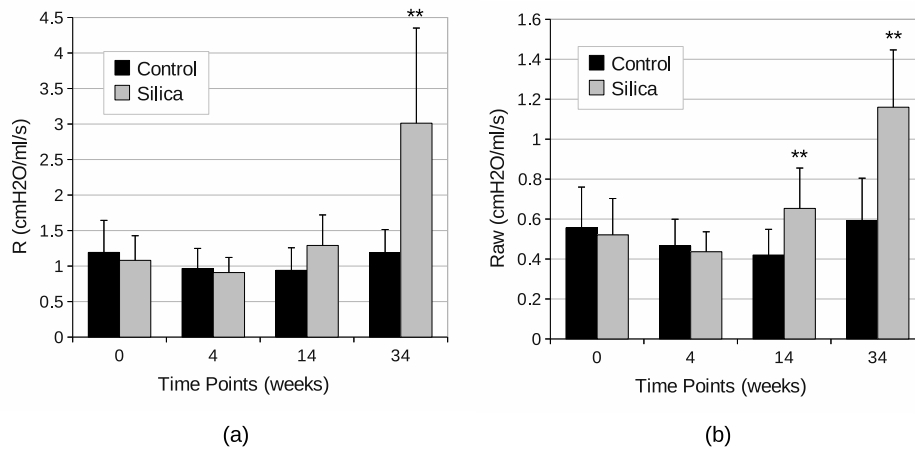 4.5
4
3.5
3
2.5
2
1.5
1
0.5
0
R (cmH2O/ml/s)
Control
Silica
**
0 4 14 34
Time Points (weeks)
(a)
1.6
1.4
1.2
1
0.8
0.6
0.4
0.2
0
Raw (cmH2O/ml/s)
Control
Silica
**
**
0 4 14 34
Time Points (weeks)
(b)